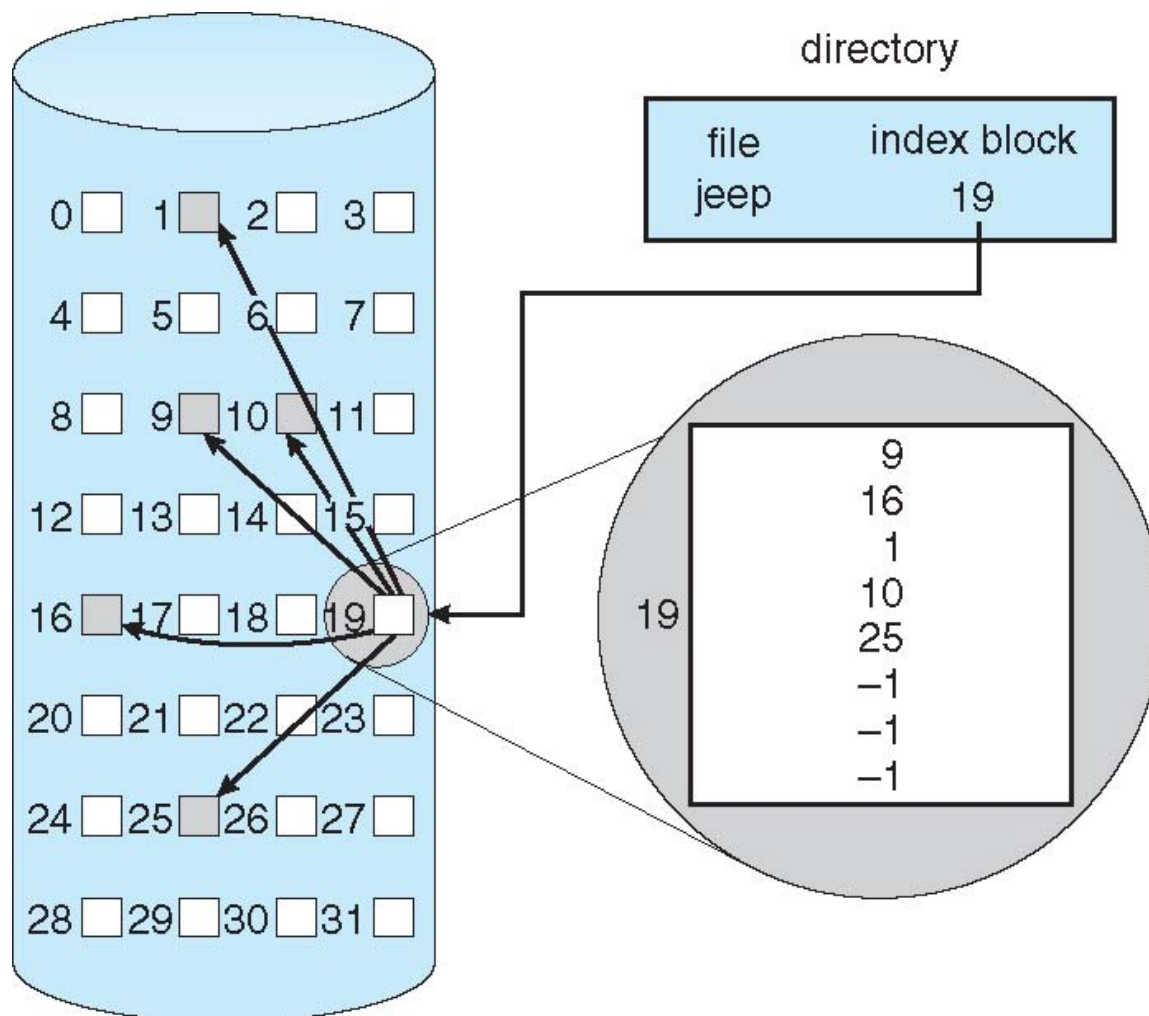 directory
file index block
jeep 19
0 1 2 3
4 5 6 7
8 9 10 11
12 13 14 15
16 17 18 19
20 21 22 23
24 25 26 27
28 29 30 31
19
9
16
1
10
25
–1
–1
–1